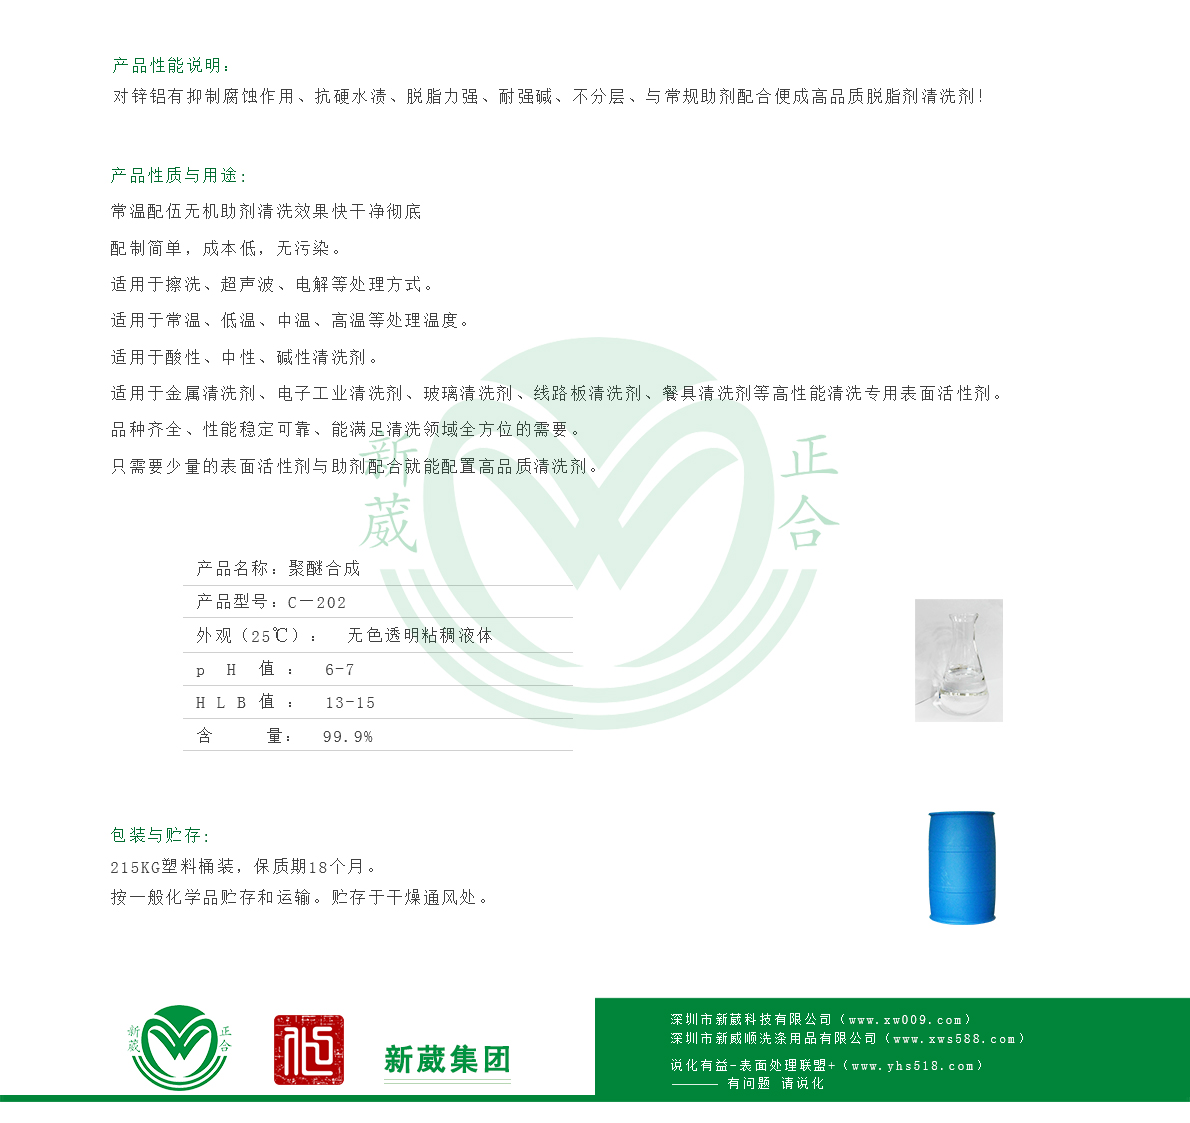 产品性能说明：
对锌铝有抑制腐蚀作用、抗硬水渍、脱脂力强、耐强碱、不分层、与常规助剂配合便成高品质脱脂剂清洗剂！
产品性质与用途：
常温配伍无机助剂清洗效果快干净彻底
配制简单，成本低，无污染。
适用于擦洗、超声波、电解等处理方式。
适用于常温、低温、中温、高温等处理温度。
适用于酸性、中性、碱性清洗剂。
适用于金属清洗剂、电子工业清洗剂、玻璃清洗剂、线路板清洗剂、餐具清洗剂等高性能清洗专用表面活性剂。
品种齐全、性能稳定可靠、能满足清洗领域全方位的需要。
只需要少量的表面活性剂与助剂配合就能配置高品质清洗剂。
新葳
正合
产品名称：聚醚合成
产品型号：C一202
外观（25℃）： 无色透明粘稠液体
p H 值 ： 6-7
H L B 值 ： 13-15
含 量： 99.9%
包装与贮存：
215KG塑料桶装，保质期18个月。
按一般化学品贮存和运输。贮存于干燥通风处。
新葳
正合
新葳集团
深圳市新葳科技有限公司（www.xw009.com）
深圳市新威顺洗涤用品有限公司（www.xws588.com）
说化有益-表面处理联盟+（www.yhs518.com）
——— 有问题 请说化